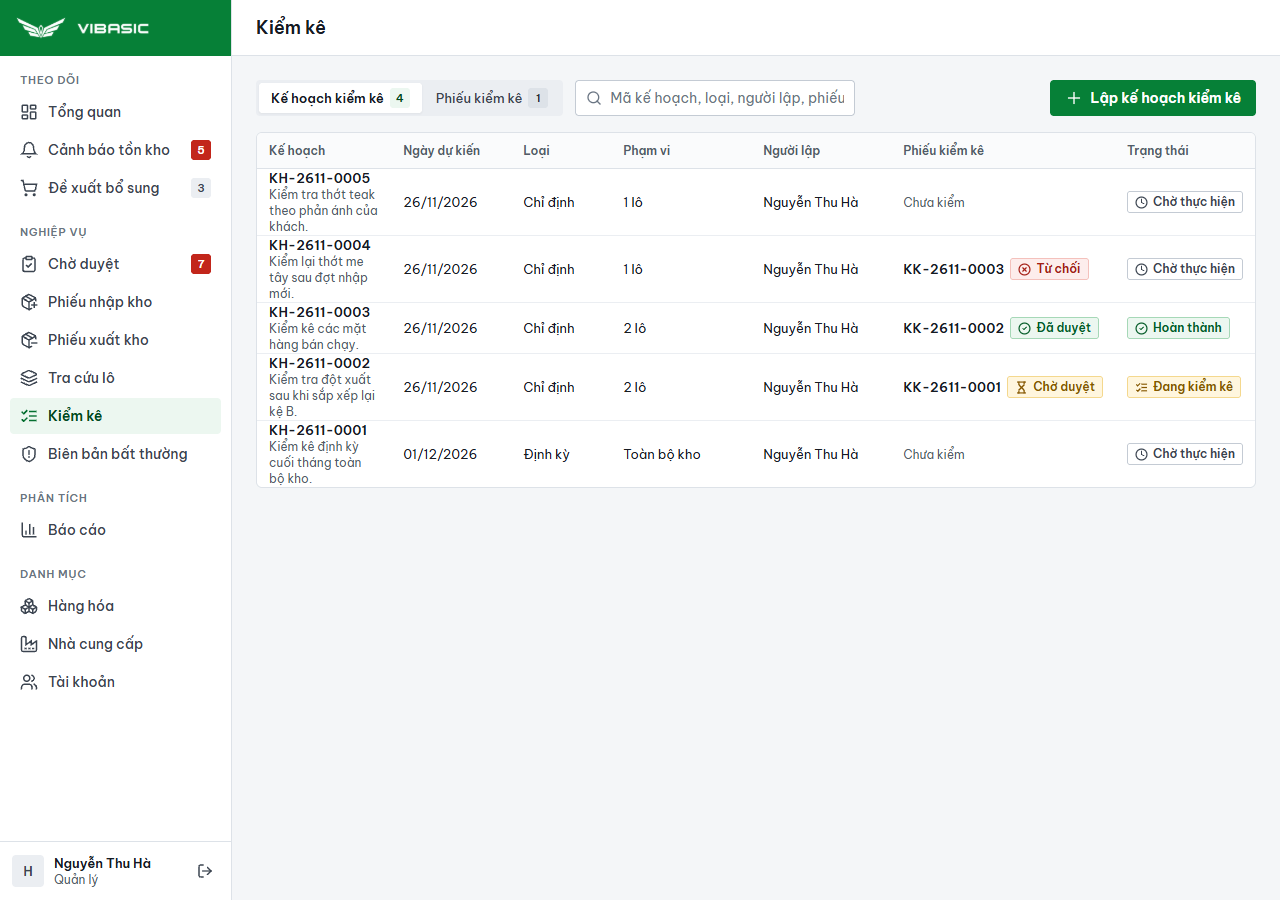 VIBASIC
Kiểm kê
THEO DÕI
Tổng quan
Cảnh báo tồn kho 5
Đề xuất bổ sung 3
NGHIỆP VỤ
Chờ duyệt 7
Phiếu nhập kho
Phiếu xuất kho
Tra cứu lô
Kiểm kê
Biên bản bất thường
PHÂN TÍCH
Báo cáo
DANH MỤC
Hàng hóa
Nhà cung cấp
Tài khoản
H Nguyễn Thu Hà
Quản lý
Kế hoạch kiểm kê 4 Phiếu kiểm kê 1 Mã kế hoạch, loại, người lập, phiếu Lập kế hoạch kiểm kê
Kế hoạch Ngày dự kiến Loại Phạm vi Người lập Phiếu kiểm kê Trạng thái
KH-2611-0005
Kiểm tra thớt teak
theo phản ánh của
khách.
26/11/2026 Chỉ định 1 lô Nguyễn Thu Hà Chưa kiểm Chờ thực hiện
KH-2611-0004
Kiểm lại thớt me
tây sau đợt nhập
mới.
26/11/2026 Chỉ định 1 lô Nguyễn Thu Hà KK-2611-0003 Từ chối Chờ thực hiện
KH-2611-0003
Kiểm kê các mặt
hàng bán chạy.
26/11/2026 Chỉ định 2 lô Nguyễn Thu Hà KK-2611-0002 Đã duyệt Hoàn thành
KH-2611-0002
Kiểm tra đột xuất
sau khi sắp xếp lại
kệ B.
26/11/2026 Chỉ định 2 lô Nguyễn Thu Hà KK-2611-0001 Chờ duyệt Đang kiểm kê
KH-2611-0001
Kiểm kê định kỳ
cuối tháng toàn
bộ kho.
01/12/2026 Định kỳ Toàn bộ kho Nguyễn Thu Hà Chưa kiểm Chờ thực hiện